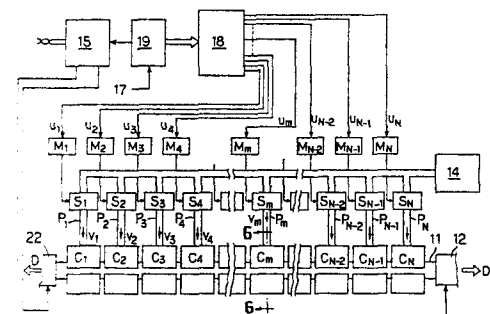 15 19 18
17
u1 u2 u3 u4 um uN-2 uN-1 uN
M1 M2 M3 M4 Mm MN-2 MN-1 MN
14
S1 S2 S3 S4 Sm SN-2 SN-1 SN
P1 P2 P3 P4 Pm PN-2 PN-1 PN
V1 V2 V3 V4 Vm
6
22 11 12
D C1 C2 C3 C4 Cm CN-2 CN-1 CN D
6